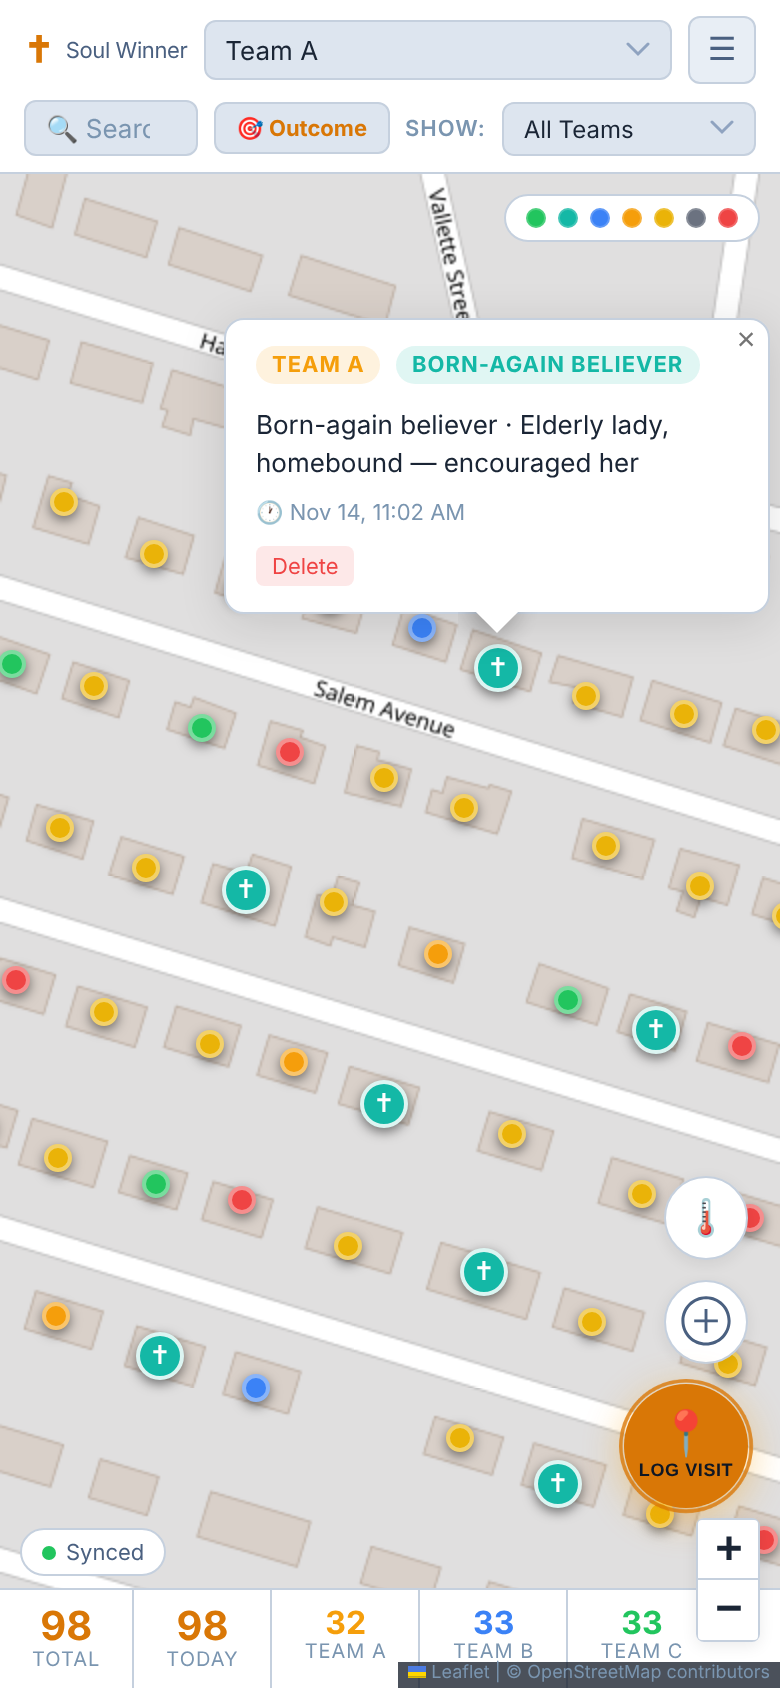 Soul Winner
Team A
Outcome
SHOW:
All Teams
Vallette Stree
Ha
TEAM A
BORN-AGAIN BELIEVER
×
Born-again believer · Elderly lady,
homebound — encouraged her
Nov 14, 11:02 AM
Delete
Salem Avenue
LOG VISIT
+
−
Synced
98
TOTAL
98
TODAY
32
TEAM A
33
TEAM B
33
TEAM C
Leaflet | © OpenStreetMap contributors